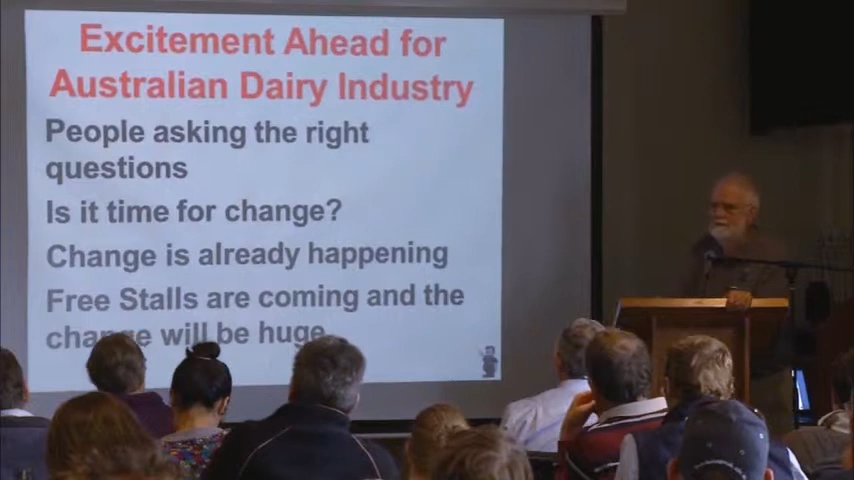 Excitement Ahead for
Australian Dairy Industry
People asking the right
questions
Is it time for change?
Change is already happening
Free Stalls are coming and the
change will be huge